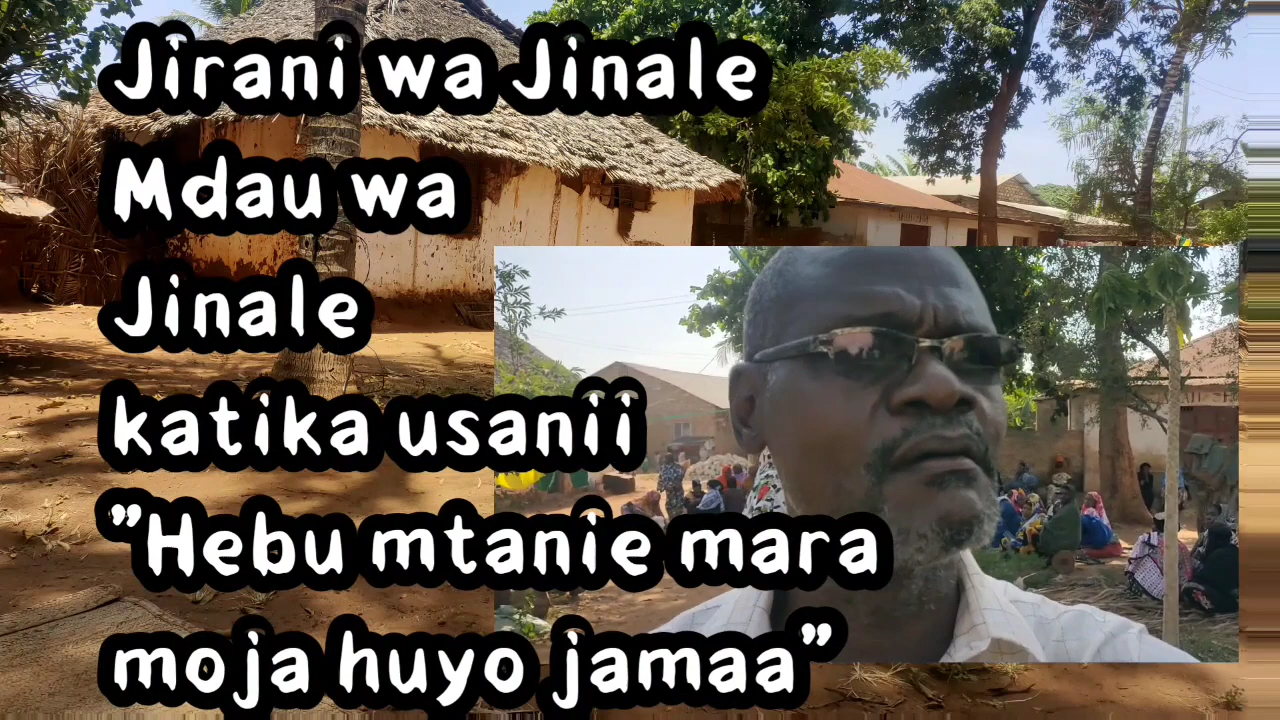 Jirani wa Jinale
Mdau wa
Jinale
katika usanii
"Hebu mtanie mara
moja huyo jamaa"